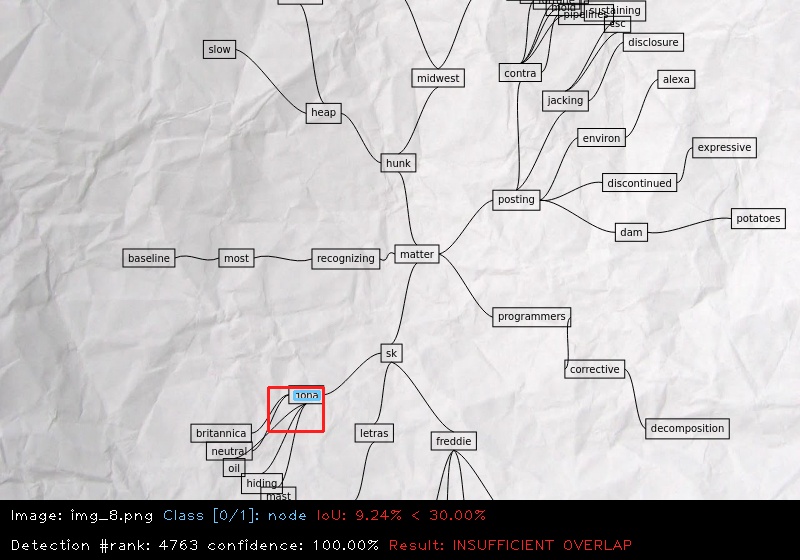 sustaining
pipelines
esc
disclosure
slow
midwest
contra
alexa
jacking
heap
environ
expressive
hunk
discontinued
posting
potatoes
dam
matter
baseline
most
recognizing
programmers
sk
corrective
britannica
letras
decomposition
freddie
neutral
oil
hiding
mast
Image: img_8.png Class [0/1]: node IoU: 9.24% < 30.00%
Detection #rank: 4763 confidence: 100.00% Result: INSUFFICIENT OVERLAP